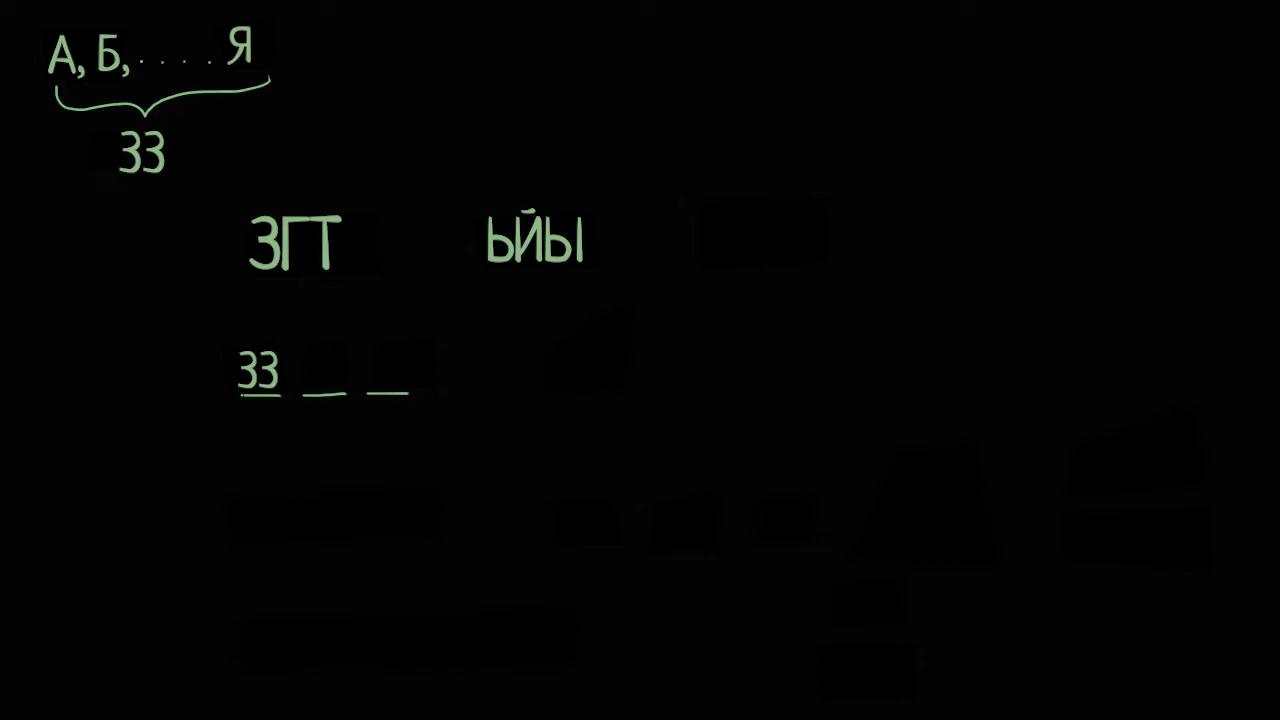 А, Б, . . . . Я
33
ЗГТ ЬЙЫ
33 _ _